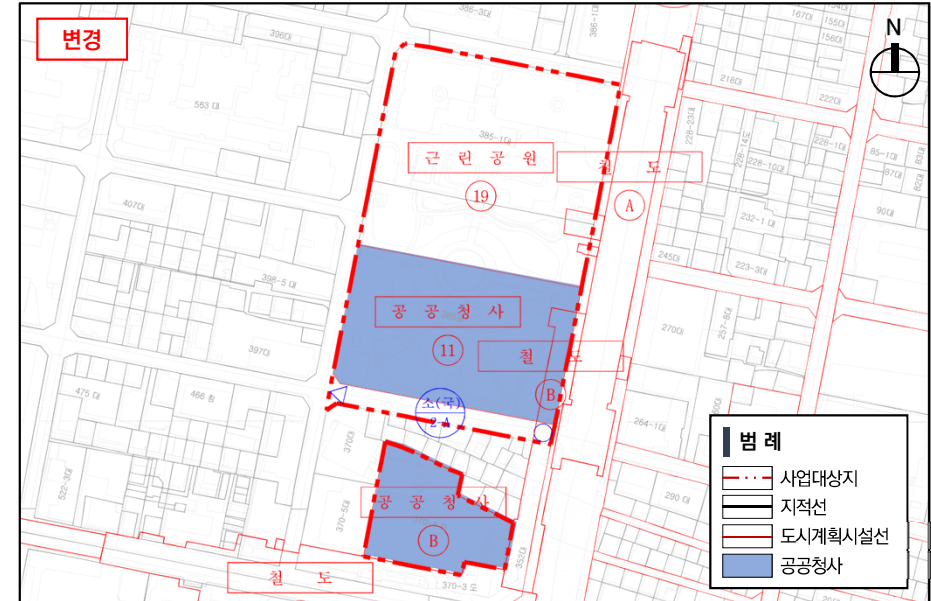 변경
N
386-3대
386-1대
167대
155대
156대
396대
218대
222대
563 대
228-23대
385-1대
228-14도
228-1대
228-10대
85-1대
83대
87대
82대
근린공원
철도
19
A
407대
232-1 대
90대
245대
223-3대
386-5 대
공공청사
270대
257-8대
11
철도
397대
B
475 대
466 창
소(국)
2-A
264-1대
370대
범례
사업대상지
522-3대
290 대
지적선
공공청사
370-5대
도시계획시설선
B
352대
공공청사
철도
370-3 도